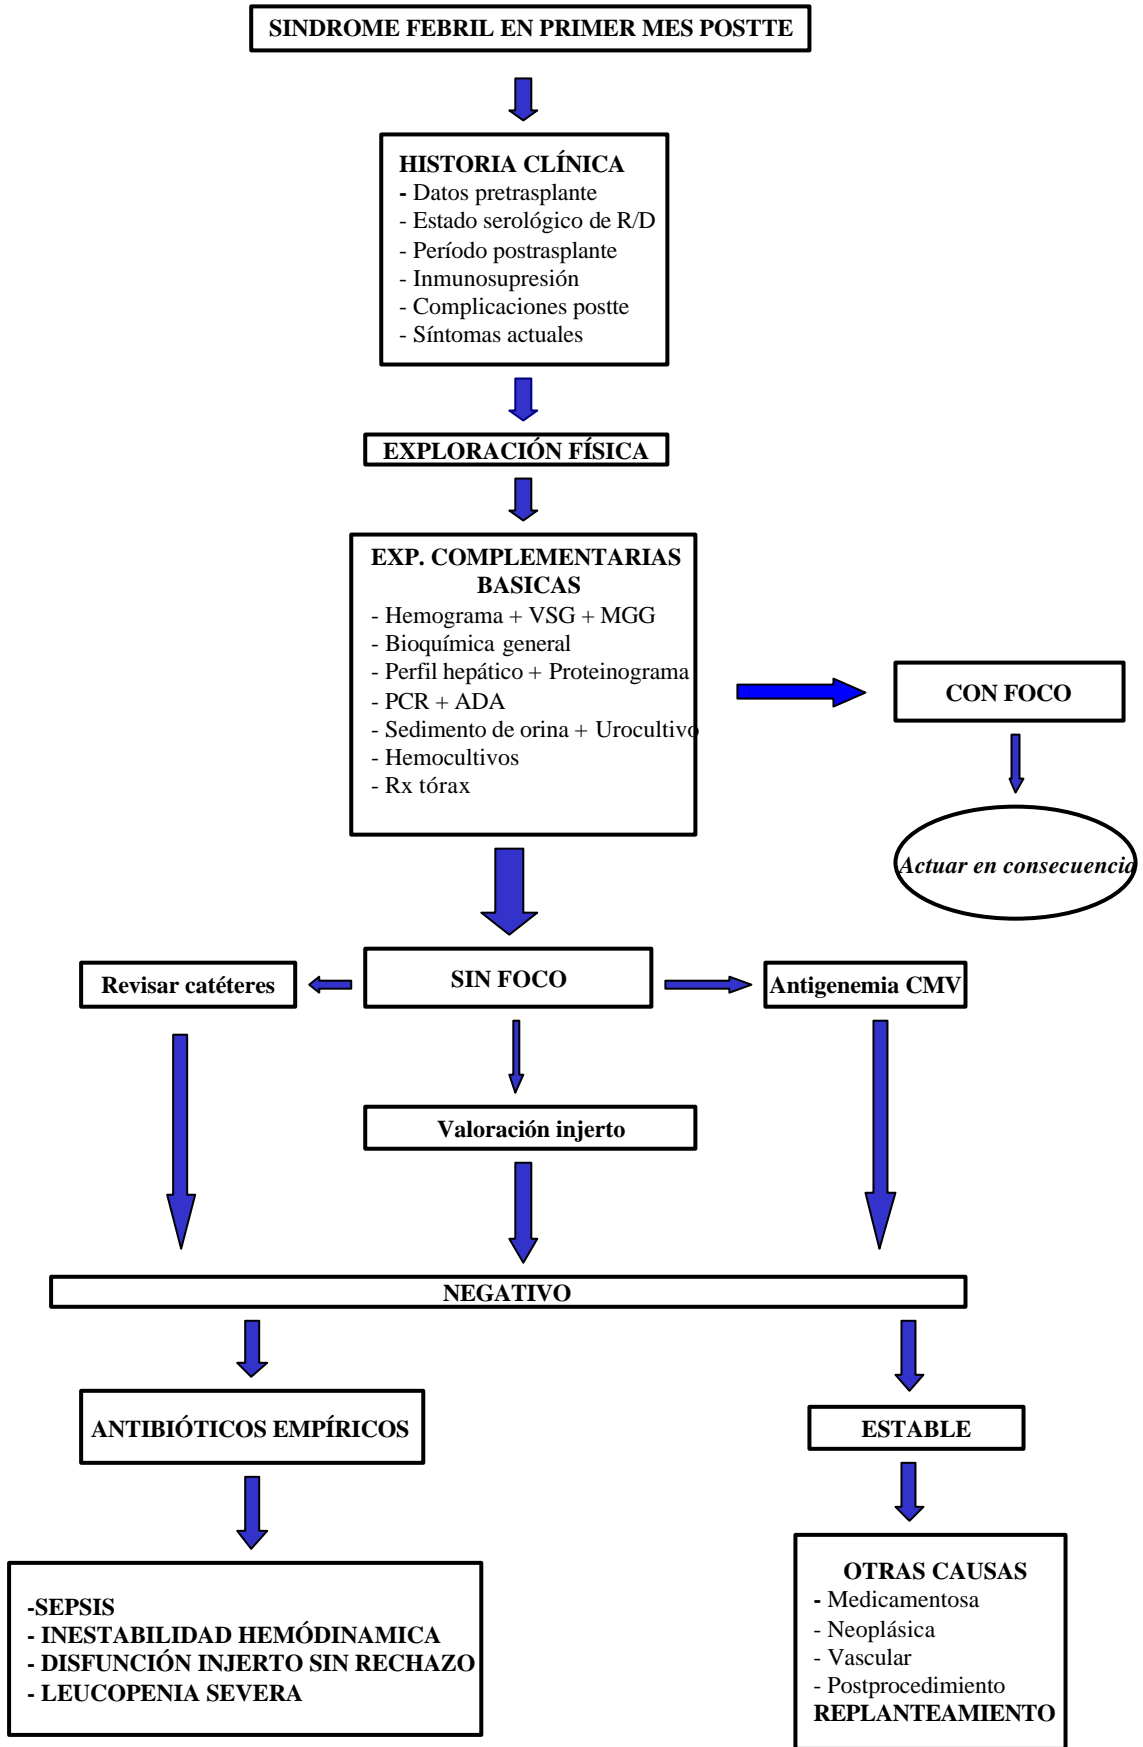 SINDROME FEBRIL EN PRIMER MES POSTTE
HISTORIA CLÍNICA
- Datos pretrasplante
- Estado serológico de R/D
- Período postrasplante
- Inmunosupresión
- Complicaciones postte
- Síntomas actuales
EXPLORACIÓN FÍSICA
EXP. COMPLEMENTARIAS
BASICAS
- Hemograma + VSG + MGG
- Bioquímica general
- Perfil hepático + Proteinograma
- PCR + ADA
- Sedimento de orina + Urocultivo
- Hemocultivos
- Rx tórax
CON FOCO
Actuar en consecuencia
Revisar catéteres
SIN FOCO
Antigenemia CMV
Valoración injerto
NEGATIVO
ANTIBIÓTICOS EMPÍRICOS
ESTABLE
-SEPSIS
- INESTABILIDAD HEMÓDINAMICA
- DISFUNCIÓN INJERTO SIN RECHAZO
- LEUCOPENIA SEVERA
OTRAS CAUSAS
- Medicamentosa
- Neoplásica
- Vascular
- Postprocedimiento
REPLANTEAMIENTO